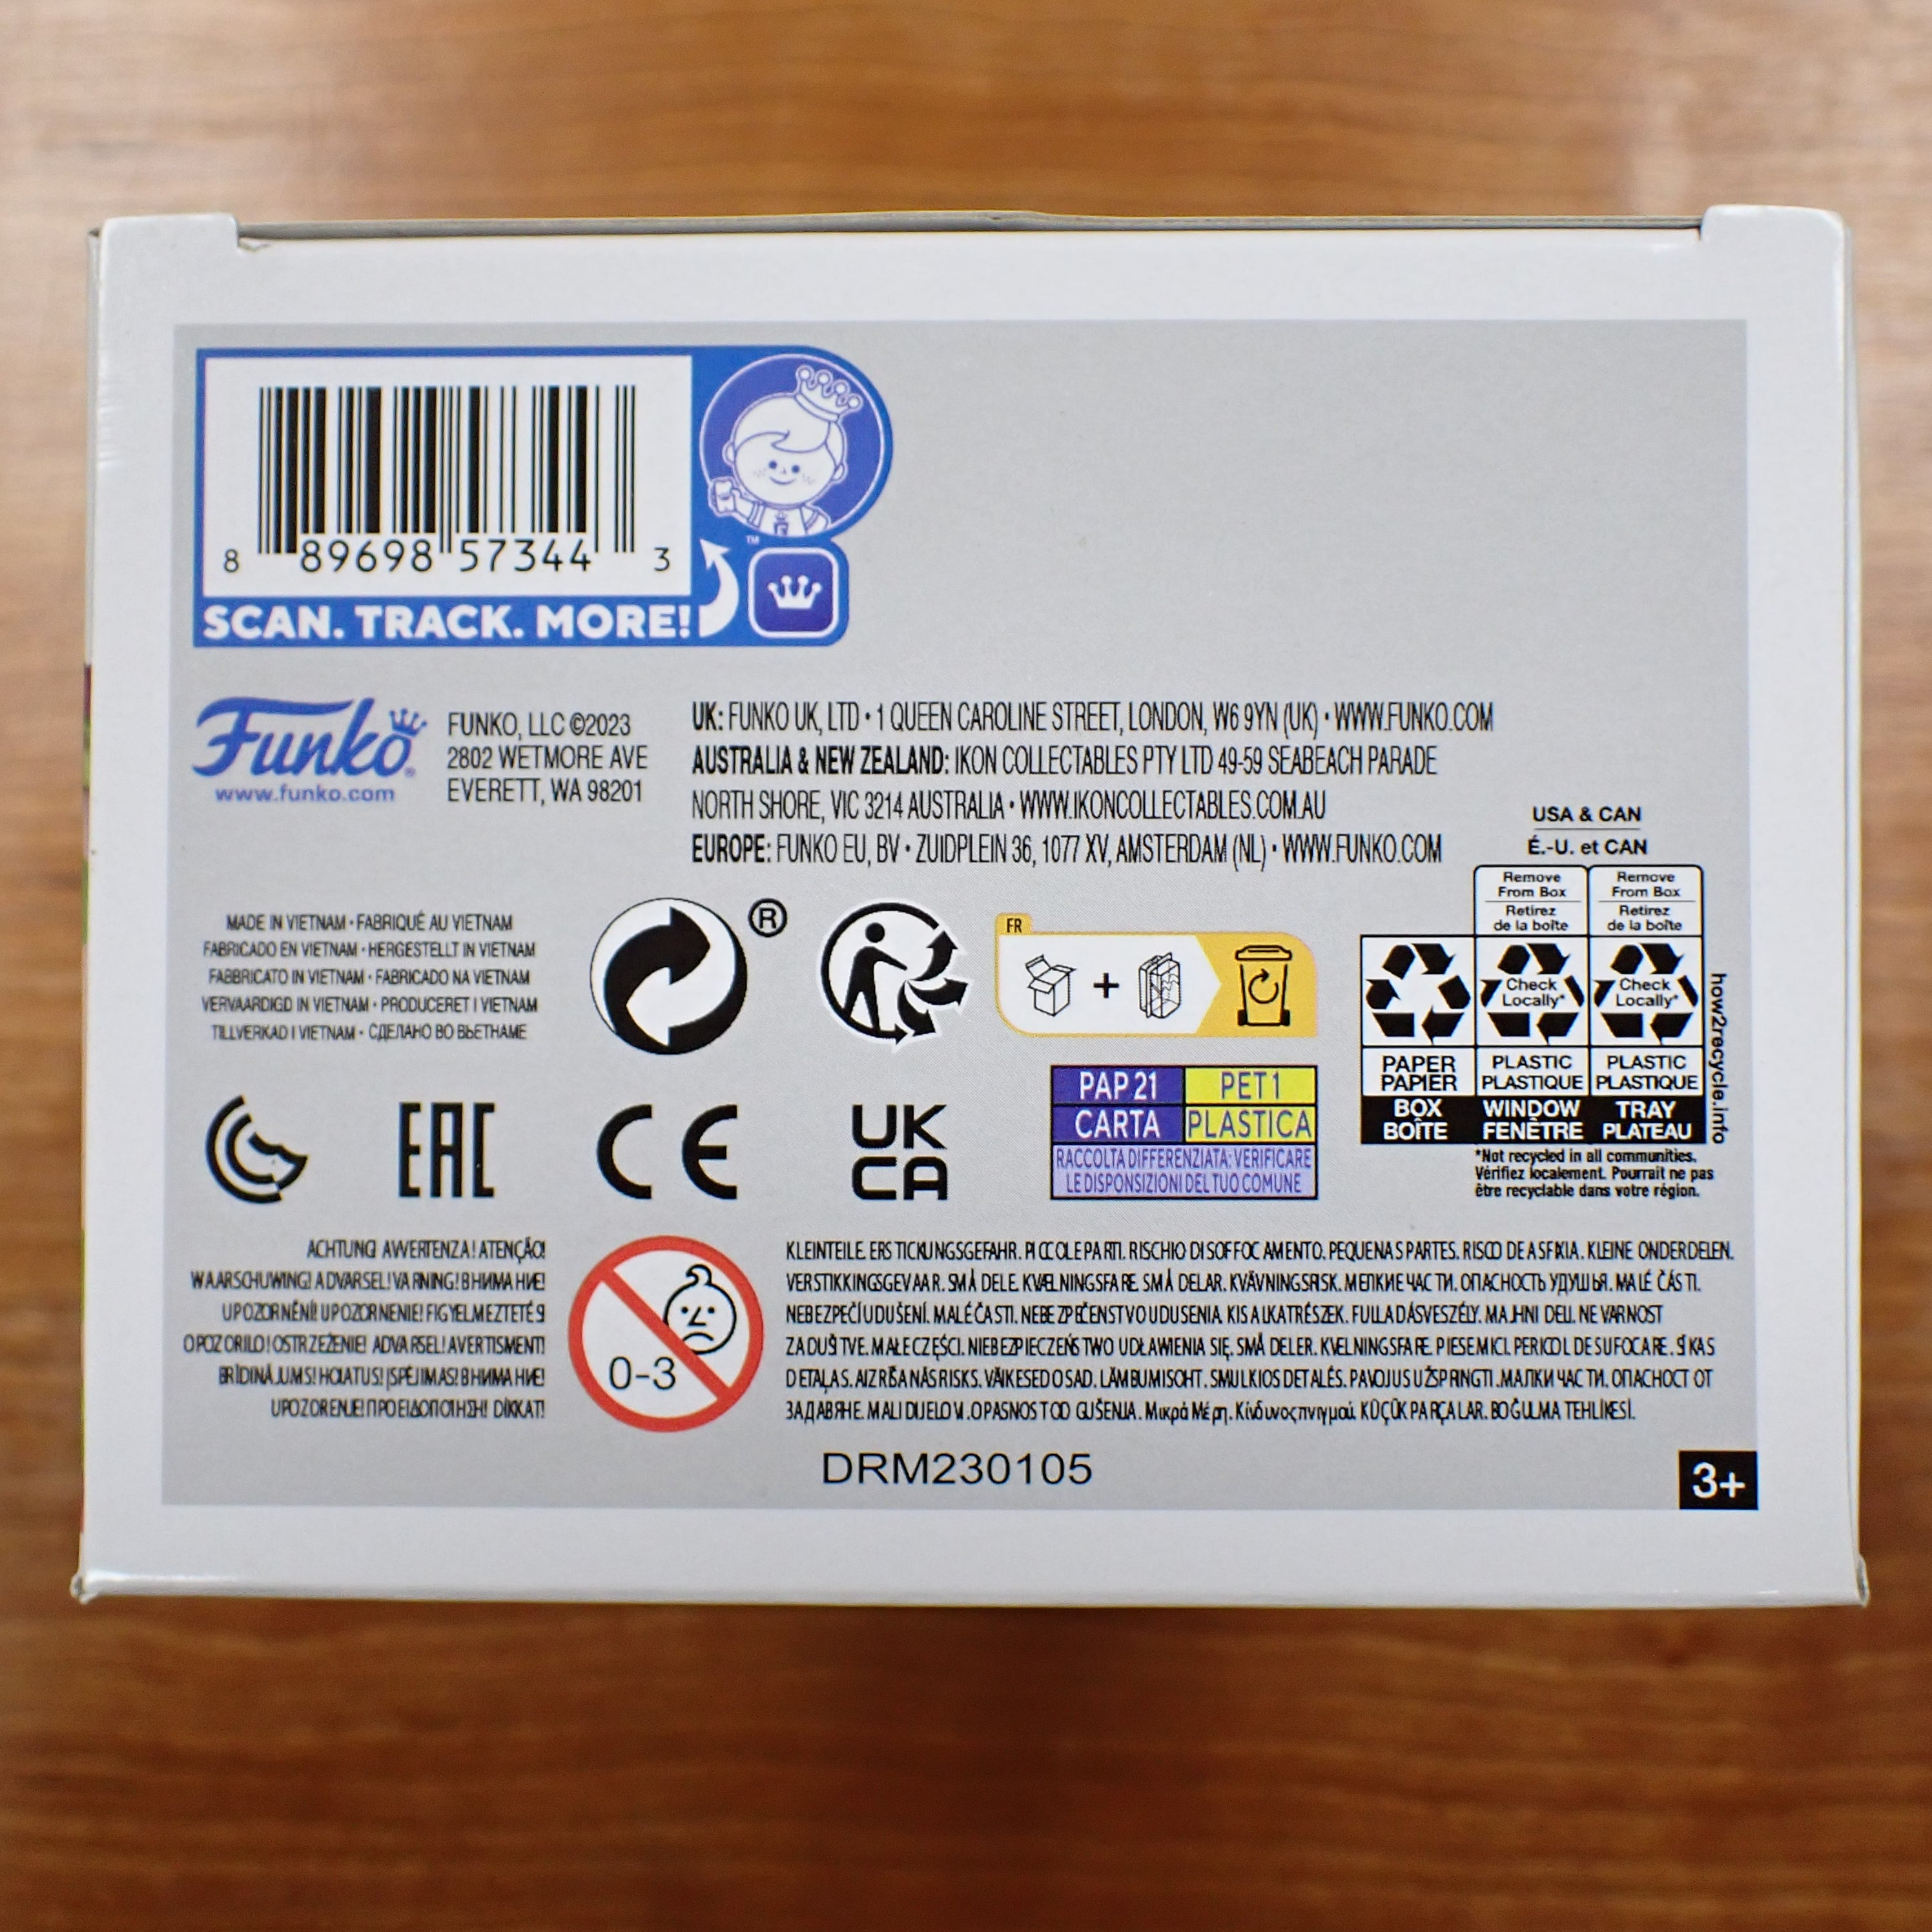 8 89698 57344 3
SCAN. TRACK. MORE!
™
Funko®
www.funko.com
FUNKO, LLC ©2023
2802 WETMORE AVE
EVERETT, WA 98201
UK: FUNKO UK, LTD • 1 QUEEN CAROLINE STREET, LONDON, W6 9YN (UK) • WWW.FUNKO.COM
AUSTRALIA & NEW ZEALAND: IKON COLLECTABLES PTY LTD 49-59 SEABEACH PARADE
NORTH SHORE, VIC 3214 AUSTRALIA • WWW.IKONCOLLECTABLES.COM.AU
EUROPE: FUNKO EU, BV • ZUIDPLEIN 36, 1077 XV, AMSTERDAM (NL) • WWW.FUNKO.COM
MADE IN VIETNAM • FABRIQUÉ AU VIETNAM
FABRICADO EN VIETNAM • HERGESTELLT IN VIETNAM
FABBRICATO IN VIETNAM • FABRICADO NA VIETNAM
VERVAARDIGD IN VIETNAM • PRODUCERET I VIETNAM
TILLVERKAD I VIETNAM • СДЕЛАНО ВО ВЬЕТНАМЕ
®
FR
+
USA & CAN
É.-U. et CAN
Remove
From Box
Retirez
de la boîte
Remove
From Box
Retirez
de la boîte
Check
Locally*
Check
Locally*
PAPER
PAPIER
PLASTIC
PLASTIQUE
PLASTIC
PLASTIQUE
BOX
BOÎTE
WINDOW
FENÊTRE
TRAY
PLATEAU
how2recycle.info
*Not recycled in all communities.
Vérifiez localement. Pourrait ne pas
être recyclable dans votre région.
EAC
CE
UK
CA
PAP 21
PET 1
CARTA
PLASTICA
RACCOLTA DIFFERENZIATA: VERIFICARE
LE DISPONSIZIONI DEL TUO COMUNE
ACHTUNG! AVVERTENZA! ATENÇÃO!
WAARSCHUWING! ADVARSEL! VARNING! ВНИМАНИЕ!
UPOZORNĚNÍ! UPOZORNENIE! FIGYELMEZTETÉS!
OPOZORILO! OSTRZEŻENIE! ADVARSEL! AVERTISMENT!
BRĪDINĀJUMS! HOIATUS! ĮSPĖJIMAS! ВНИМАНИЕ!
UPOZORENJE! ΠΡΟΕΙΔΟΠΟΙΗΣΗ! DİKKAT!
0-3
KLEINTEILE. ERSTICKUNGSGEFAHR. PICCOLE PARTI. RISCHIO DI SOFFOCAMENTO. PEQUENAS PARTES. RISCO DE ASFIXIA. KLEINE ONDERDELEN.
VERSTIKKINGSGEVAAR. SMÅ DELE. KVÆLNINGSFARE. SMÅ DELAR. KVÄVNINGSRISK. МЕЛКИЕ ЧАСТИ. ОПАСНОСТЬ УДУШЬЯ. MALÉ ČÁSTI.
NEBEZPEČÍ UDUŠENÍ. MALÉ ČASTI. NEBEZPEČENSTVO UDUSENIA. KIS ALKATRÉSZEK. FULLADÁSVESZÉLY. MAJHNI DELI. NEVARNOST
ZADUŠITVE. MAŁE CZĘŚCI. NIEBEZPIECZEŃSTWO UDŁAWIENIA SIĘ. SMÅ DELER. KVELNINGSFARE. PIESE MICI. PERICOL DE SUFOCARE. SĪKAS
DETAĻAS. AIZRĪŠANĀS RISKS. VÄIKESED OSAD. LÄMBUMISOHT. SMULKIOS DETALĖS. PAVOJUS UŽSPRINGTI. МАЛКИ ЧАСТИ. ОПАСНОСТ ОТ
ЗАДАВЯНЕ. MALI DIJELOVI. OPASNOST OD GUŠENJA. Μικρά Μέρη. Κίνδυνος πνιγμού. KÜÇÜK PARÇALAR. BOĞULMA TEHLİKESİ.
DRM230105
3+